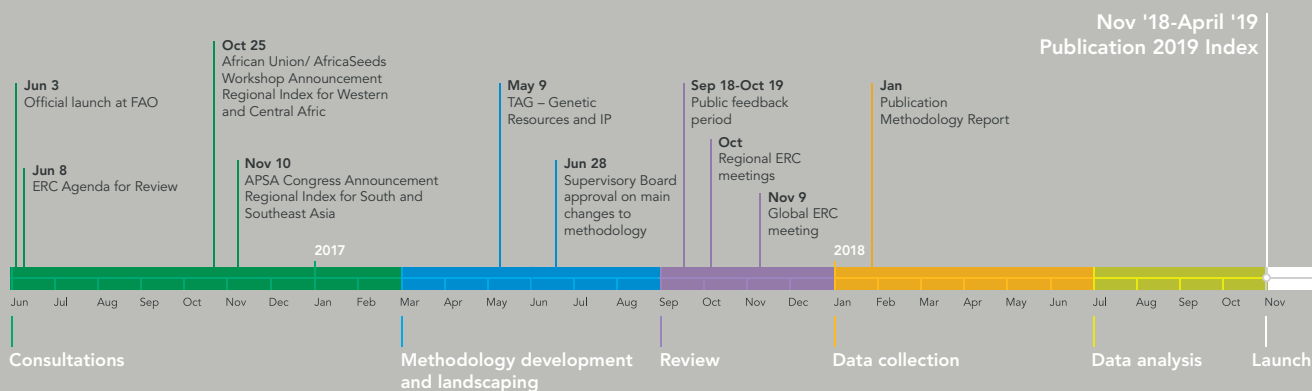 Nov '18-April '19
Publication 2019 Index
Jun 3
Official launch at FAO
Jun 8
ERC Agenda for Review
Oct 25
African Union/ AfricaSeeds
Workshop Announcement
Regional Index for Western
and Central Afric
Nov 10
APSA Congress Announcement
Regional Index for South and
Southeast Asia
May 9
TAG – Genetic
Resources and IP
Jun 28
Supervisory Board
approval on main
changes to
methodology
Sep 18-Oct 19
Public feedback
period
Oct
Regional ERC
meetings
Nov 9
Global ERC
meeting
Jan
Publication
Methodology Report
2017
2018
Jun Jul Aug Sep Oct Nov Dec Jan Feb Mar Apr May Jun Jul Aug Sep Oct Nov Dec Jan Feb Mar Apr May Jun Jul Aug Sep Oct Nov
Consultations
Methodology development
and landscaping
Review
Data collection
Data analysis
Launch